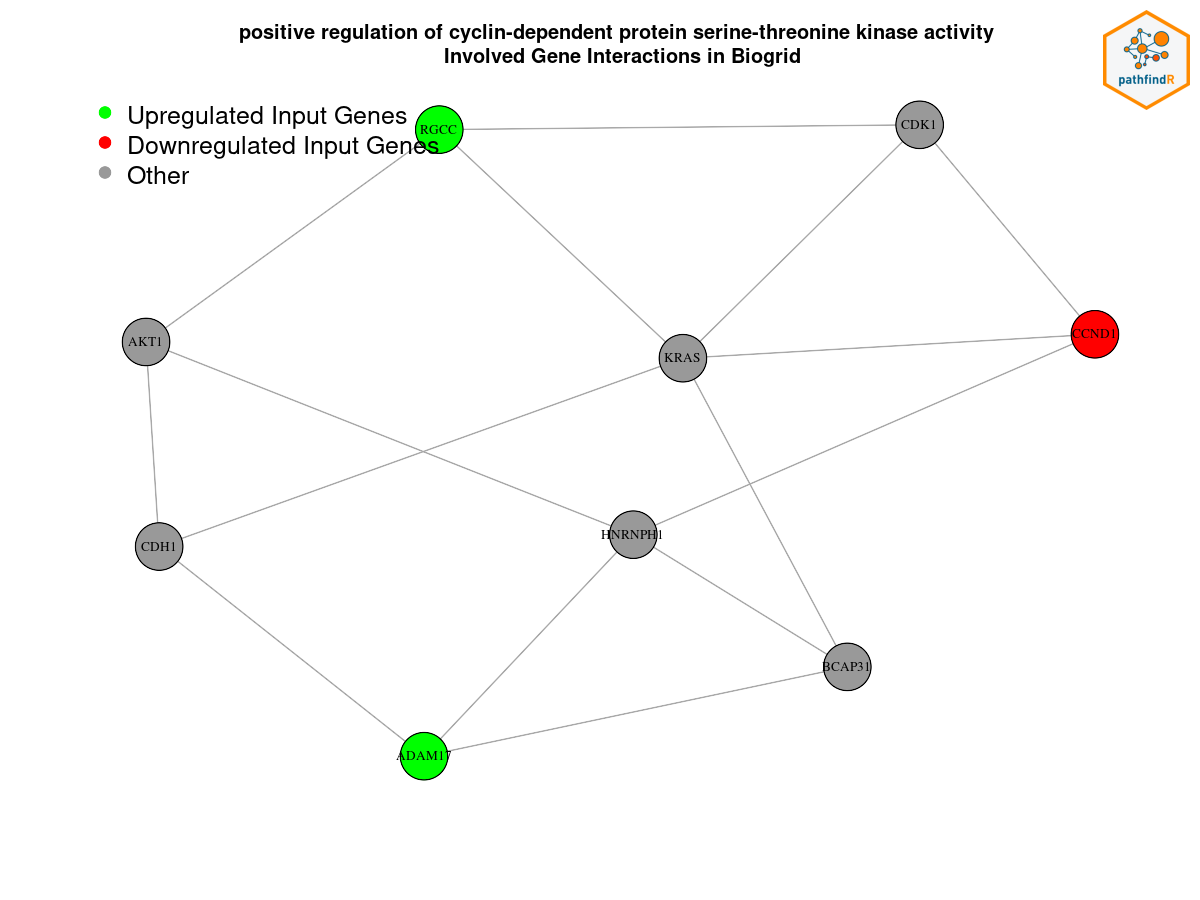 positive regulation of cyclin-dependent protein serine-threonine kinase activity
Involved Gene Interactions in Biogrid
pathfindR
Upregulated Input Genes
Downregulated Input Genes
Other
RGCC
CDK1
CCND1
AKT1
KRAS
CDH1
HNRNPH1
BCAP31
ADAM17